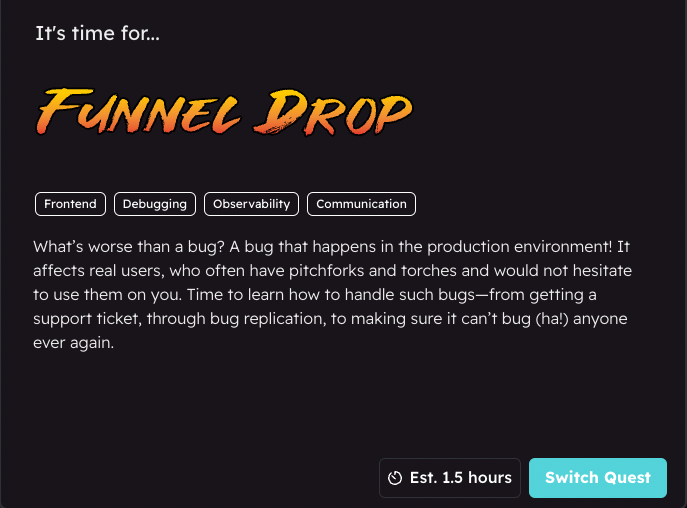 It's time for...
Funnel Drop
Frontend Debugging Observability Communication
What’s worse than a bug? A bug that happens in the production environment! It
affects real users, who often have pitchforks and torches and would not hesitate
to use them on you. Time to learn how to handle such bugs—from getting a
support ticket, through bug replication, to making sure it can’t bug (ha!) anyone
ever again.
Est. 1.5 hours Switch Quest